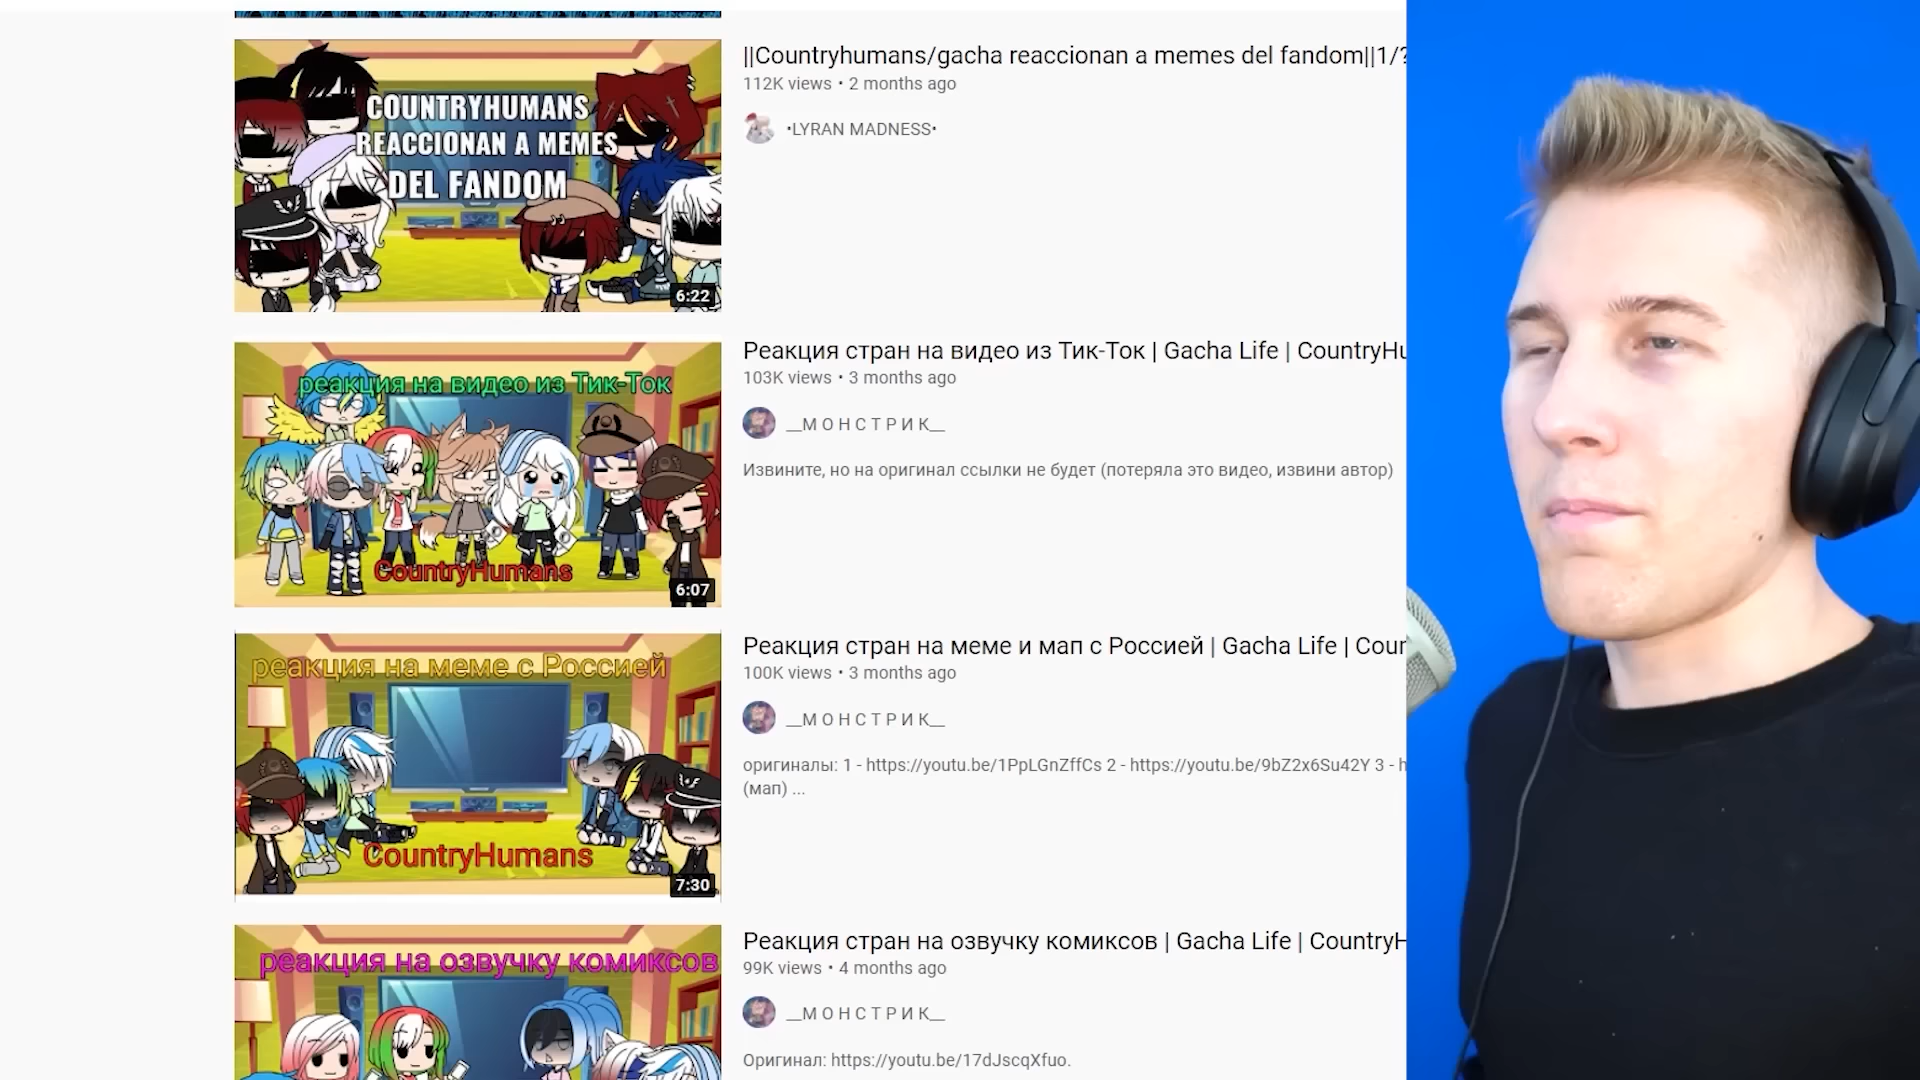 ||Countryhumans/gacha reaccionan a memes del fandom||1/?
112K views • 2 months ago
•LYRAN MADNESS•
COUNTRYHUMANS
REACCIONAN A MEMES
DEL FANDOM
6:22
Реакция стран на видео из Тик-Ток | Gacha Life | CountryHu
103K views • 3 months ago
__М О Н С Т Р И К__
Извините, но на оригинал ссылки не будет (потеряла это видео, извини автор)
реакция на видео из Тик-Ток
CountryHumans
6:07
Реакция стран на меме и мап с Россией | Gacha Life | Coun
100K views • 3 months ago
__М О Н С Т Р И К__
оригиналы: 1 - https://youtu.be/1PpLGnZffCs 2 - https://youtu.be/9bZ2x6Su42Y 3 - h
(мап) ...
реакция на меме с Россией
CountryHumans
7:30
Реакция стран на озвучку комиксов | Gacha Life | CountryH
99K views • 4 months ago
__М О Н С Т Р И К__
Оригинал: https://youtu.be/17dJscqXfuo.
реакция на озвучку комиксов